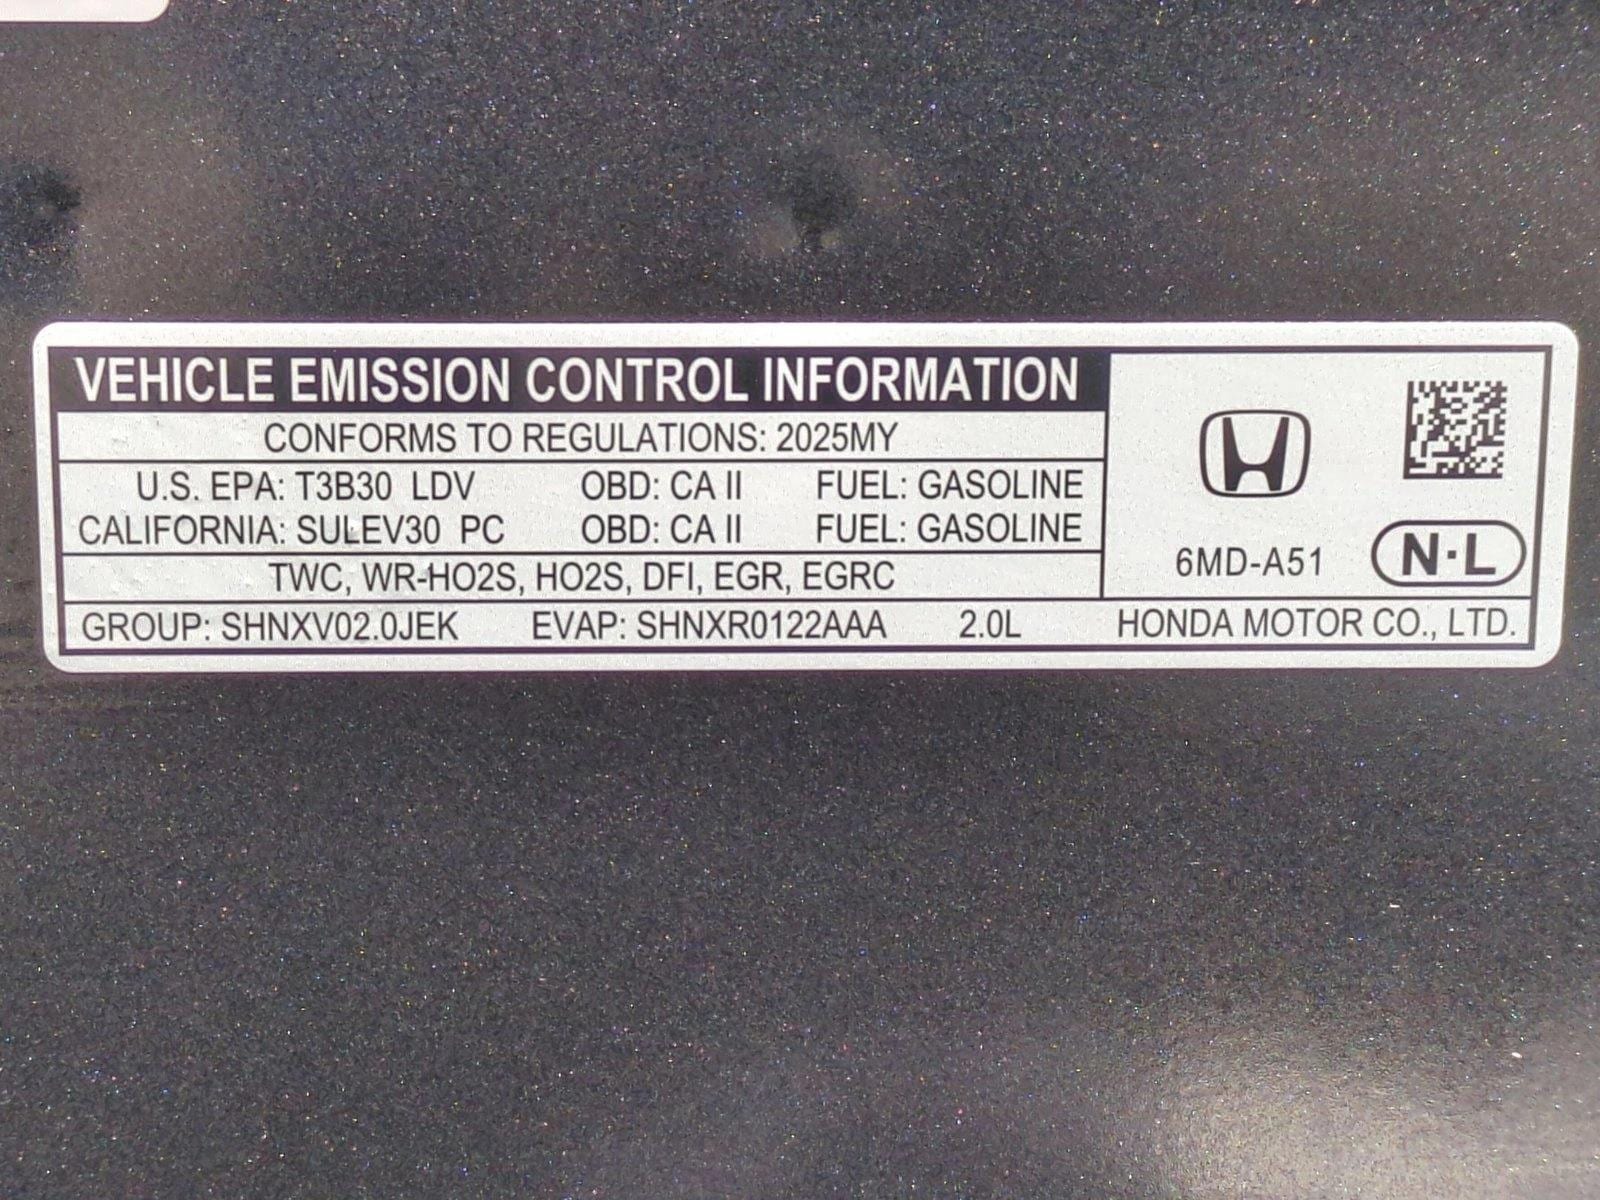 VEHICLE EMISSION CONTROL INFORMATION
CONFORMS TO REGULATIONS: 2025MY
U.S. EPA: T3B30 LDV OBD: CA II FUEL: GASOLINE
CALIFORNIA: SULEV30 PC OBD: CA II FUEL: GASOLINE
TWC, WR-HO2S, HO2S, DFI, EGR, EGRC
6MD-A51 N·L
GROUP: SHNXV02.0JEK EVAP: SHNXR0122AAA 2.0L HONDA MOTOR CO., LTD.